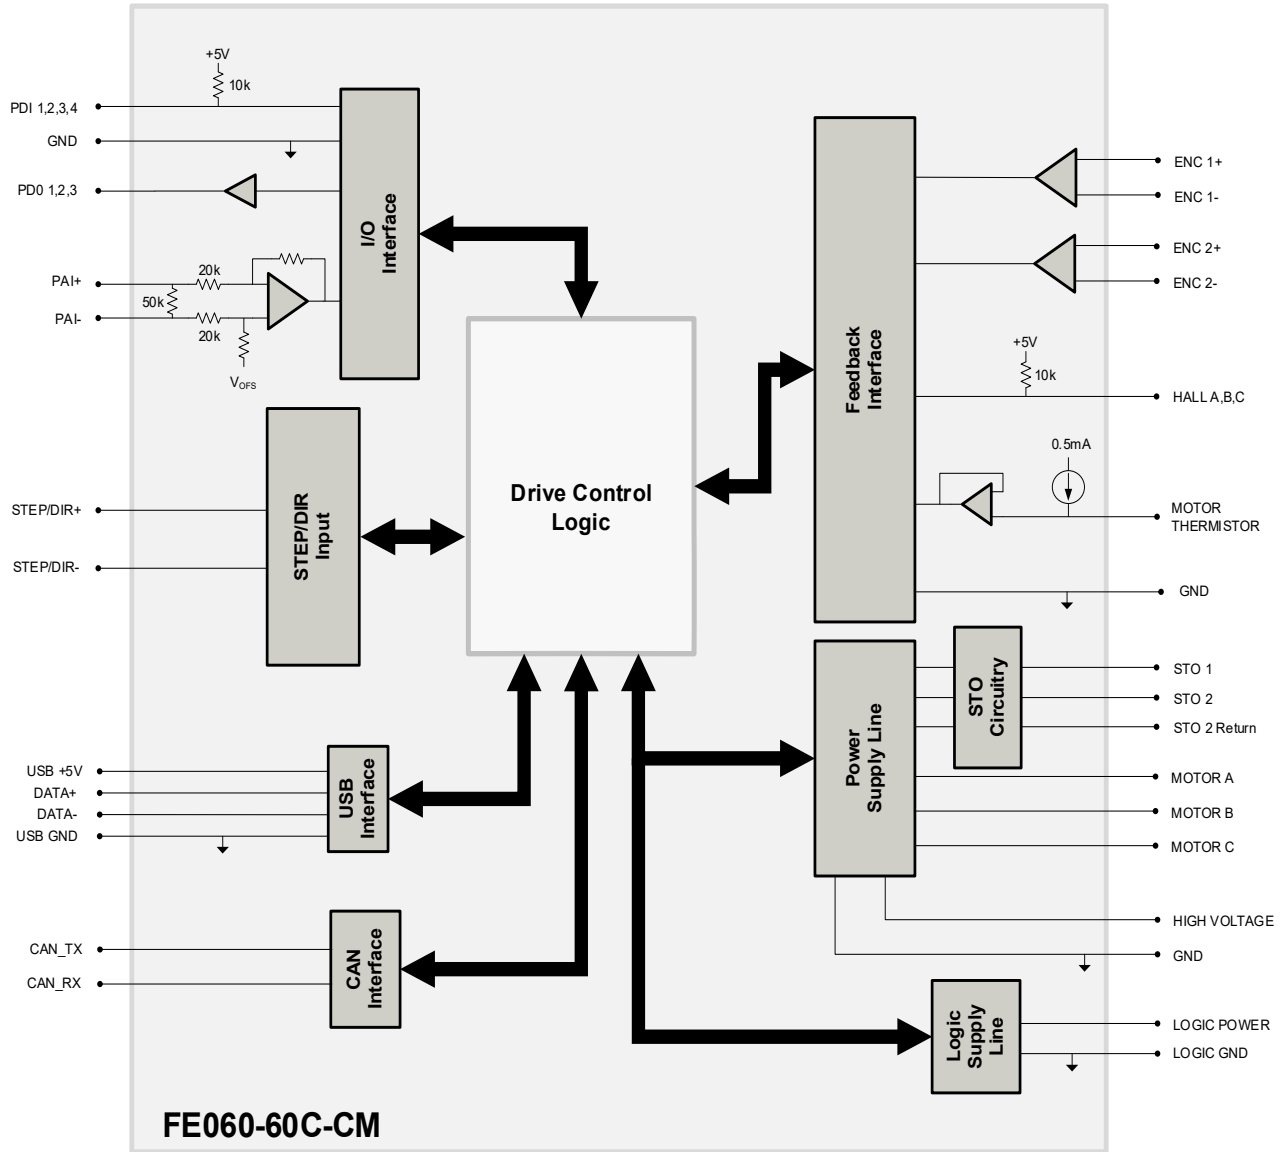 +5V
10k
PDI 1,2,3,4
GND
PD0 1,2,3
PAI+
20k
50k
PAI-
20k
VOFS
I/O
Interface
STEP/DIR+
STEP/DIR-
STEP/DIR
Input
Drive Control
Logic
USB +5V
DATA+
DATA-
USB GND
USB
Interface
CAN_TX
CAN_RX
CAN
Interface
Feedback
Interface
ENC 1+
ENC 1-
ENC 2+
ENC 2-
+5V
10k
HALL A,B,C
0.5mA
MOTOR
THERMISTOR
GND
Power
Supply Line
STO
Circuitry
STO 1
STO 2
STO 2 Return
MOTOR A
MOTOR B
MOTOR C
HIGH VOLTAGE
GND
Logic
Supply
Line
LOGIC POWER
LOGIC GND
FE060-60C-CM